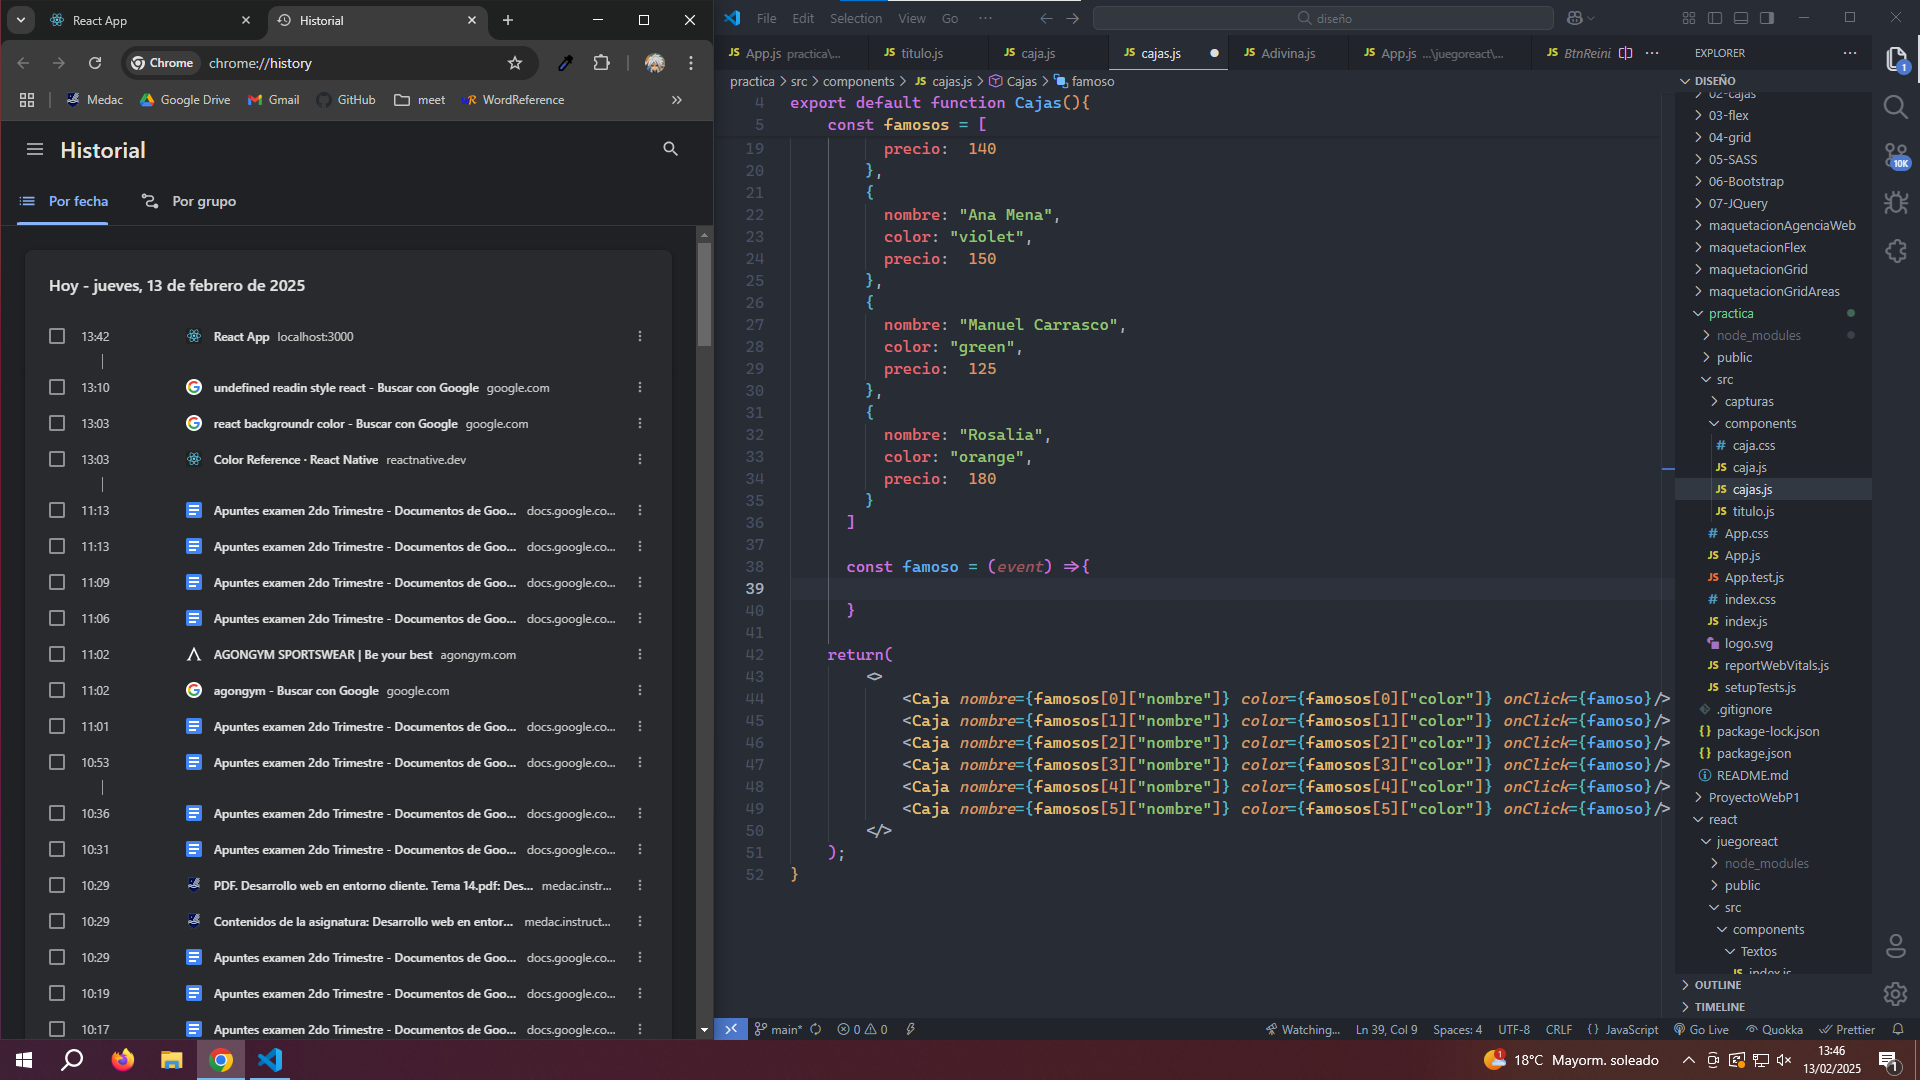 React App
Historial
Chrome
chrome://history
Medac
Google Drive
Gmail
GitHub
meet
WordReference
Historial
Por fecha
Por grupo
Hoy - jueves, 13 de febrero de 2025
13:42 React App localhost:3000
13:10 undefined readin style react - Buscar con Google google.com
13:03 react backgroundr color - Buscar con Google google.com
13:03 Color Reference · React Native reactnative.dev
11:13 Apuntes examen 2do Trimestre - Documentos de Goo... docs.google.co...
11:13 Apuntes examen 2do Trimestre - Documentos de Goo... docs.google.co...
11:09 Apuntes examen 2do Trimestre - Documentos de Goo... docs.google.co...
11:06 Apuntes examen 2do Trimestre - Documentos de Goo... docs.google.co...
11:02 AGONGYM SPORTSWEAR | Be your best agongym.com
11:02 agongym - Buscar con Google google.com
11:01 Apuntes examen 2do Trimestre - Documentos de Goo... docs.google.co...
10:53 Apuntes examen 2do Trimestre - Documentos de Goo... docs.google.co...
10:36 Apuntes examen 2do Trimestre - Documentos de Goo... docs.google.co...
10:31 Apuntes examen 2do Trimestre - Documentos de Goo... docs.google.co...
10:29 PDF. Desarrollo web en entorno cliente. Tema 14.pdf: Des... medac.instr...
10:29 Contenidos de la asignatura: Desarrollo web en entor... medac.instruct...
10:29 Apuntes examen 2do Trimestre - Documentos de Goo... docs.google.co...
10:19 Apuntes examen 2do Trimestre - Documentos de Goo... docs.google.co...
10:17 Apuntes examen 2do Trimestre - Documentos de Goo... docs.google.co...
File Edit Selection View Go ···
diseño
JS App.js practica\...
JS titulo.js
JS caja.js
JS cajas.js
JS Adivina.js
JS App.js ...\juegoreact\...
JS BtnReini
practica > src > components > JS cajas.js > Cajas > famoso
4 export default function Cajas(){
5 const famosos = [
19 precio: 140
20 },
21 {
22 nombre: "Ana Mena",
23 color: "violet",
24 precio: 150
25 },
26 {
27 nombre: "Manuel Carrasco",
28 color: "green",
29 precio: 125
30 },
31 {
32 nombre: "Rosalia",
33 color: "orange",
34 precio: 180
35 }
36 ]
37
38 const famoso = (event) =>{
39
40 }
41
42 return(
43 <>
44 <Caja nombre={famosos[0]["nombre"]} color={famosos[0]["color"]} onClick={famoso}/>
45 <Caja nombre={famosos[1]["nombre"]} color={famosos[1]["color"]} onClick={famoso}/>
46 <Caja nombre={famosos[2]["nombre"]} color={famosos[2]["color"]} onClick={famoso}/>
47 <Caja nombre={famosos[3]["nombre"]} color={famosos[3]["color"]} onClick={famoso}/>
48 <Caja nombre={famosos[4]["nombre"]} color={famosos[4]["color"]} onClick={famoso}/>
49 <Caja nombre={famosos[5]["nombre"]} color={famosos[5]["color"]} onClick={famoso}/>
50 </>
51 );
52 }
EXPLORER
DISEÑO
02-cajas
03-flex
04-grid
05-SASS
06-Bootstrap
07-JQuery
maquetacionAgenciaWeb
maquetacionFlex
maquetacionGrid
maquetacionGridAreas
practica
node_modules
public
src
capturas
components
# caja.css
JS caja.js
JS cajas.js
JS titulo.js
# App.css
JS App.js
JS App.test.js
# index.css
JS index.js
logo.svg
JS reportWebVitals.js
JS setupTests.js
.gitignore
{} package-lock.json
{} package.json
README.md
ProyectoWebP1
react
juegoreact
node_modules
public
src
components
Textos
JS index.js
OUTLINE
TIMELINE
1
10K
main*
0 0
Watching...
Ln 39, Col 9
Spaces: 4
UTF-8
CRLF
{} JavaScript
Go Live
Quokka
Prettier
1
18°C Mayorm. soleado
13:46
13/02/2025
1